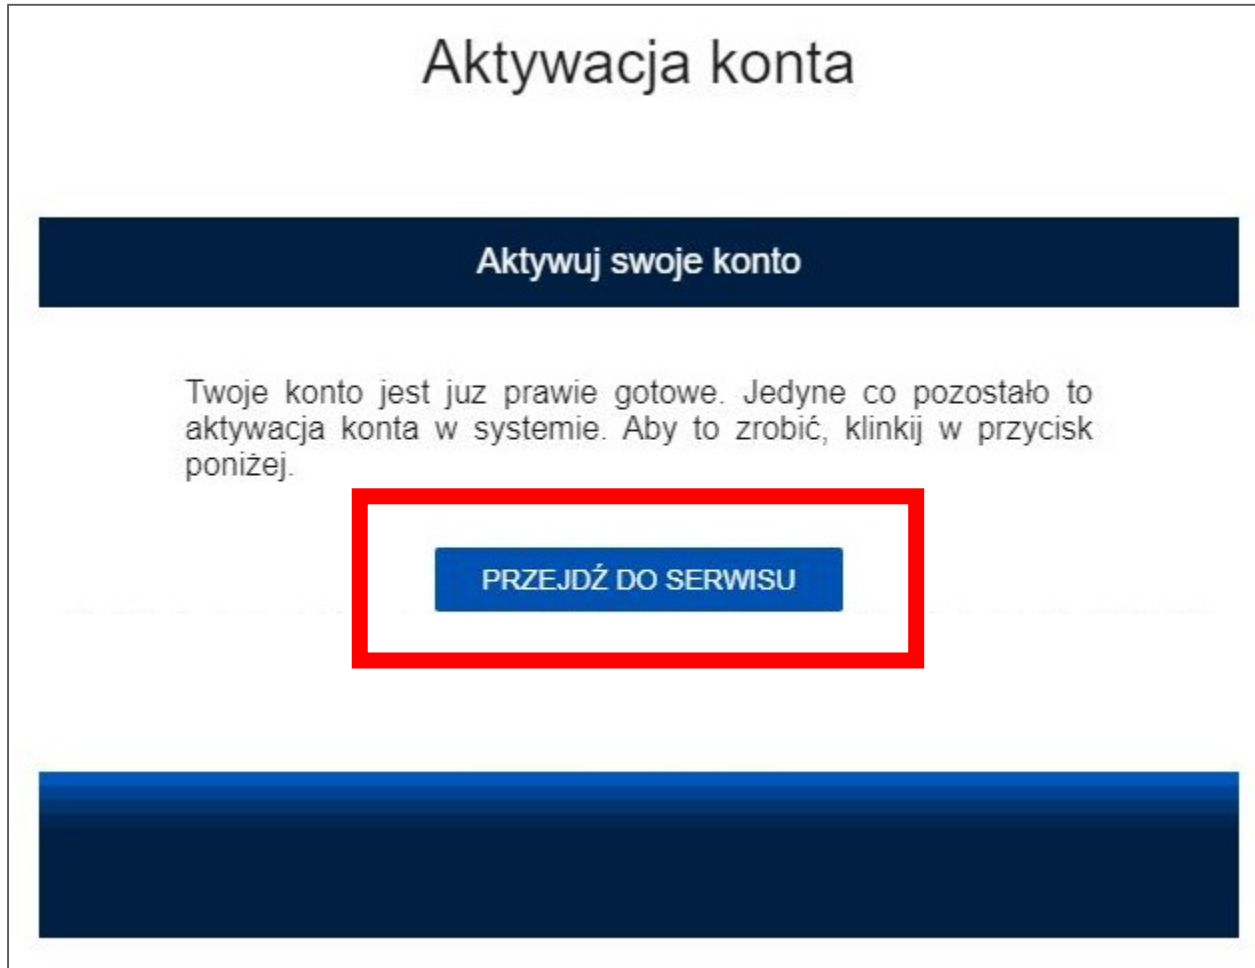 Aktywacja konta
Aktywuj swoje konto
Twoje konto jest juz prawie gotowe. Jedyne co pozostało to
aktywacja konta w systemie. Aby to zrobić, klinkij w przycisk
poniżej.
PRZEJDŹ DO SERWISU